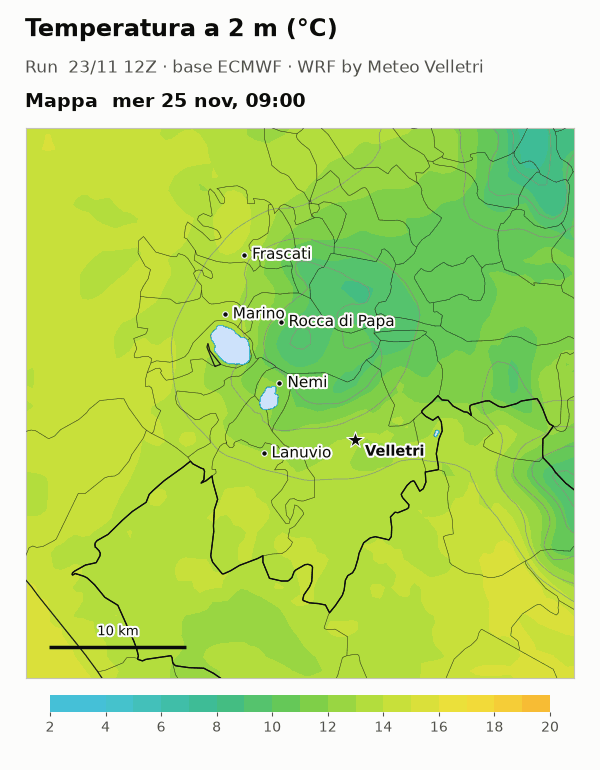 Temperatura a 2 m (°C)
Run  23/11 12Z · base ECMWF · WRF by Meteo Velletri
Mappa  mer 25 nov, 09:00
Frascati
Marino
Rocca di Papa
Nemi
Velletri
Lanuvio
10 km
2 4 6 8 10 12 14 16 18 20